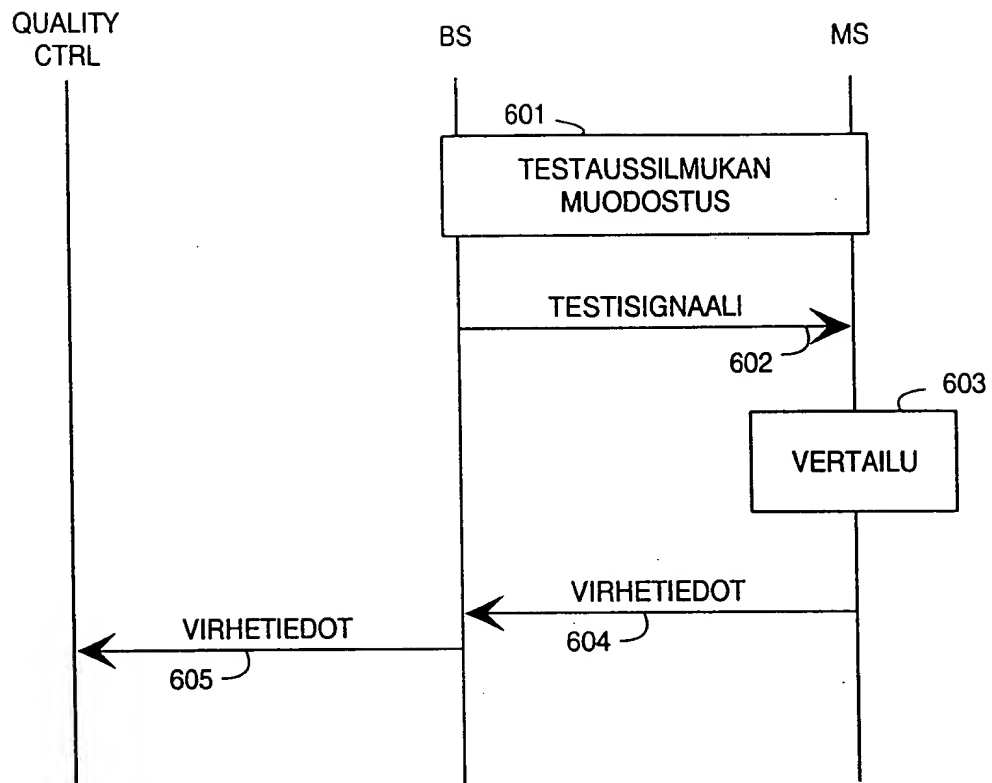 QUALITY
CTRL
BS
MS
601
TESTAUSSILMUKAN
MUODOSTUS
TESTISIGNAALI
602
603
VERTAILU
VIRHETIEDOT
604
VIRHETIEDOT
605